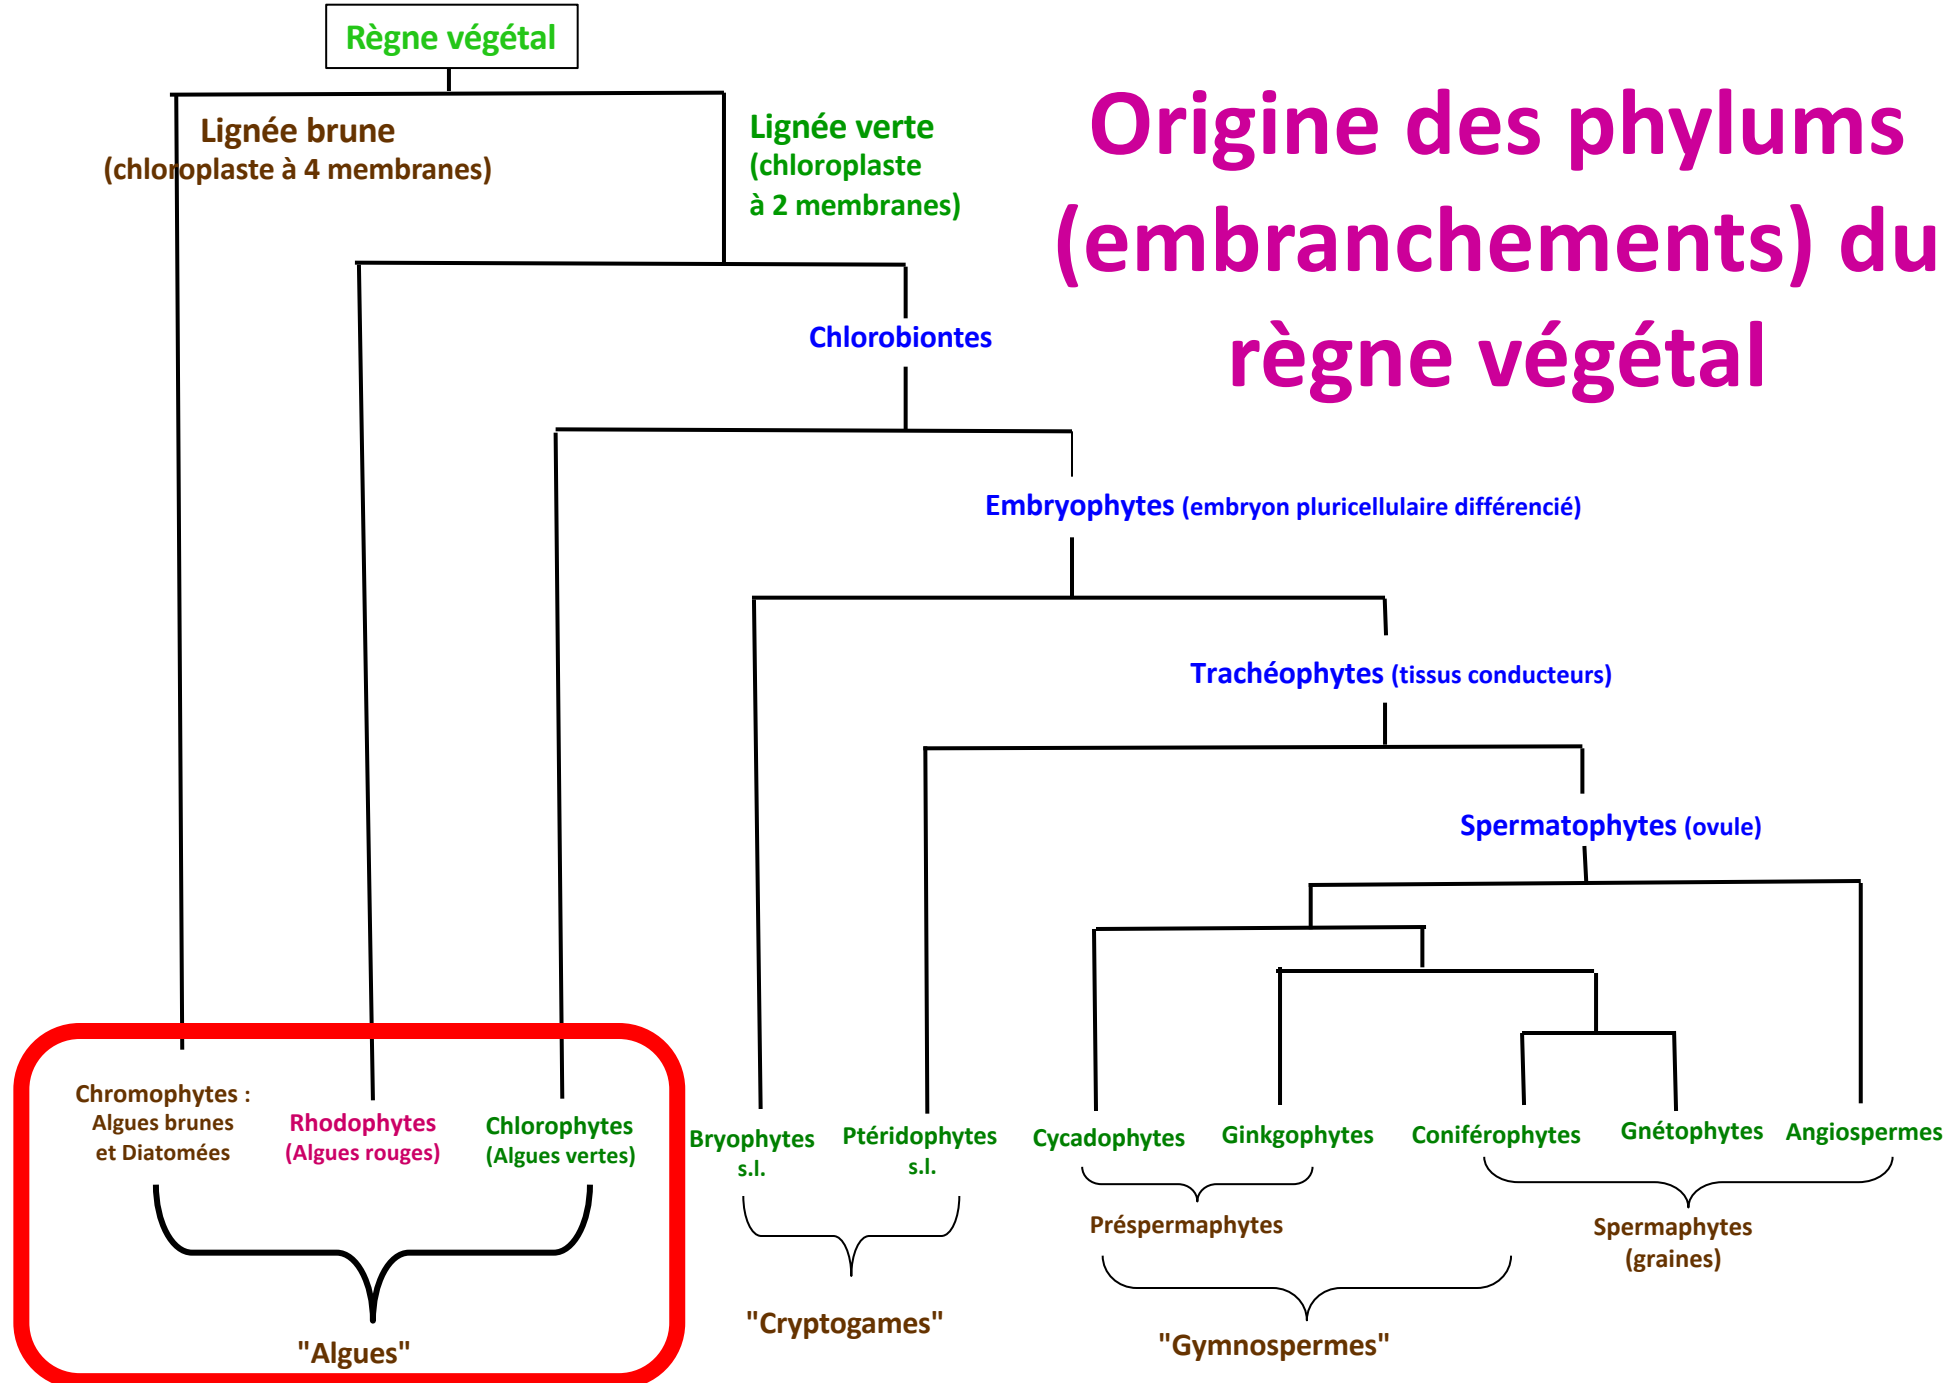 Règne végétal
Origine des phylums
(embranchements) du
règne végétal
Lignée brune
(chloroplaste à 4 membranes)
Lignée verte
(chloroplaste
à 2 membranes)
Chlorobiontes
Embryophytes (embryon pluricellulaire différencié)
Trachéophytes (tissus conducteurs)
Spermatophytes (ovule)
Chromophytes :
Algues brunes
et Diatomées
Rhodophytes
(Algues rouges)
Chlorophytes
(Algues vertes)
Bryophytes
s.l.
Ptéridophytes
s.l.
Cycadophytes
Ginkgophytes
Coniférophytes
Gnétophytes
Angiospermes
Préspermaphytes
Spermaphytes
(graines)
"Algues"
"Cryptogames"
"Gymnospermes"